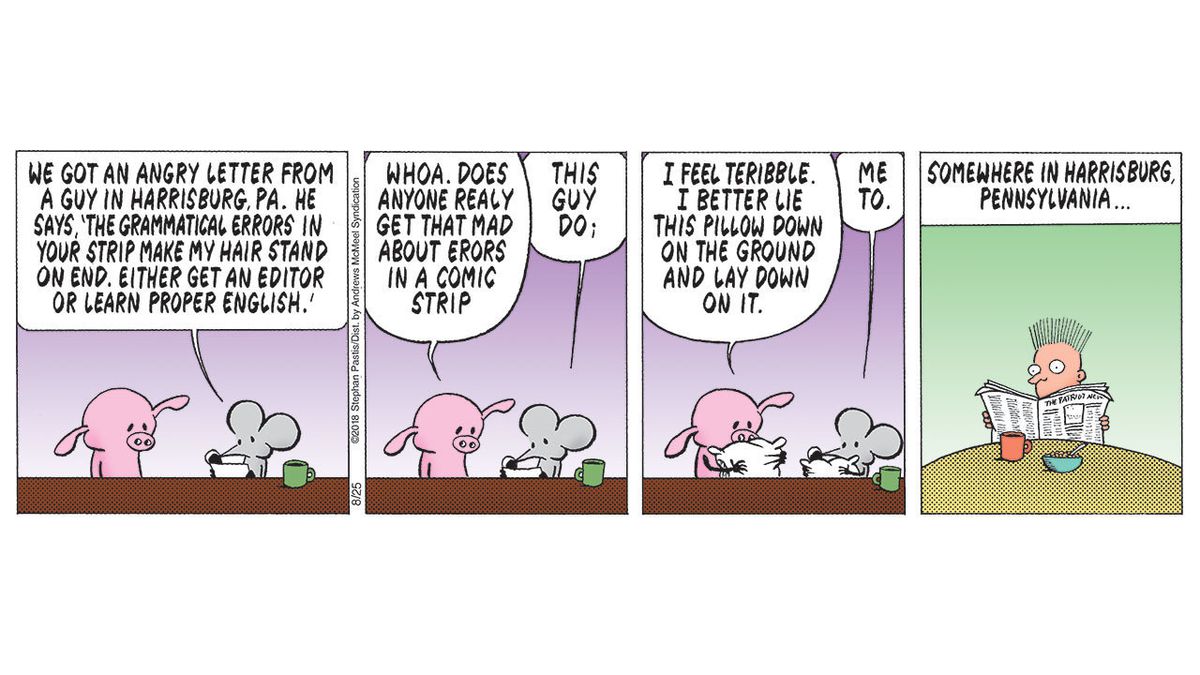 WE GOT AN ANGRY LETTER FROM
A GUY IN HARRISBURG, PA. HE
SAYS, 'THE GRAMMATICAL ERRORS IN
YOUR STRIP MAKE MY HAIR STAND
ON END. EITHER GET AN EDITOR
OR LEARN PROPER ENGLISH.'
©2018 Stephan Pastis/Dist. by Andrews McMeel Syndication
8/25
WHOA. DOES
ANYONE REALY
GET THAT MAD
ABOUT ERORS
IN A COMIC
STRIP
THIS
GUY
DO;
I FEEL TERIBBLE.
I BETTER LIE
THIS PILLOW DOWN
ON THE GROUND
AND LAY DOWN
ON IT.
ME
TO.
SOMEWHERE IN HARRISBURG,
PENNSYLVANIA...
THE PATRIOT NEW